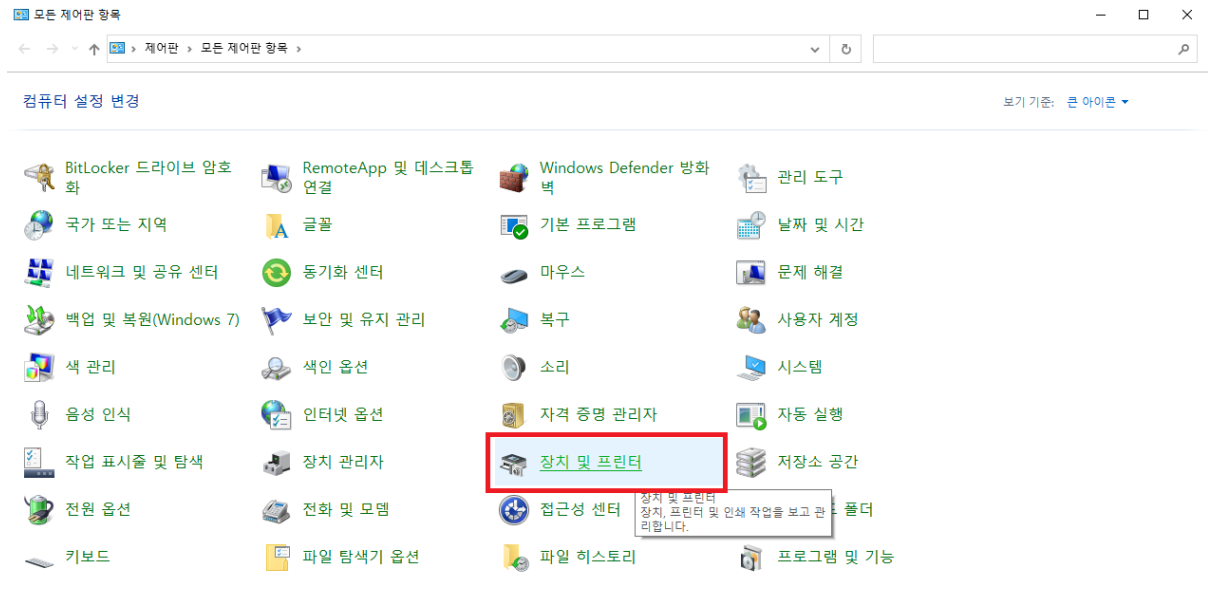 모든 제어판 항목
제어판 › 모든 제어판 항목 ›
컴퓨터 설정 변경
보기 기준: 큰 아이콘
BitLocker 드라이브 암호
화
RemoteApp 및 데스크톱
연결
Windows Defender 방화
벽
관리 도구
국가 또는 지역
글꼴
기본 프로그램
날짜 및 시간
네트워크 및 공유 센터
동기화 센터
마우스
문제 해결
백업 및 복원(Windows 7)
보안 및 유지 관리
복구
사용자 계정
색 관리
색인 옵션
소리
시스템
음성 인식
인터넷 옵션
자격 증명 관리자
자동 실행
작업 표시줄 및 탐색
장치 관리자
장치 및 프린터
저장소 공간
전원 옵션
전화 및 모뎀
접근성 센터
폴더
장치 및 프린터
장치, 프린터 및 인쇄 작업을 보고 관
리합니다.
키보드
파일 탐색기 옵션
파일 히스토리
프로그램 및 기능